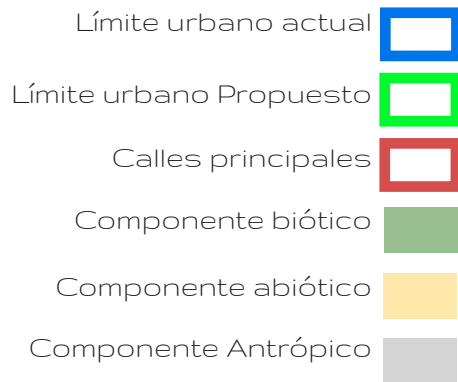 Límite urbano actual
Límite urbano Propuesto
Calles principales
Componente biótico
Componente abiótico
Componente Antrópico